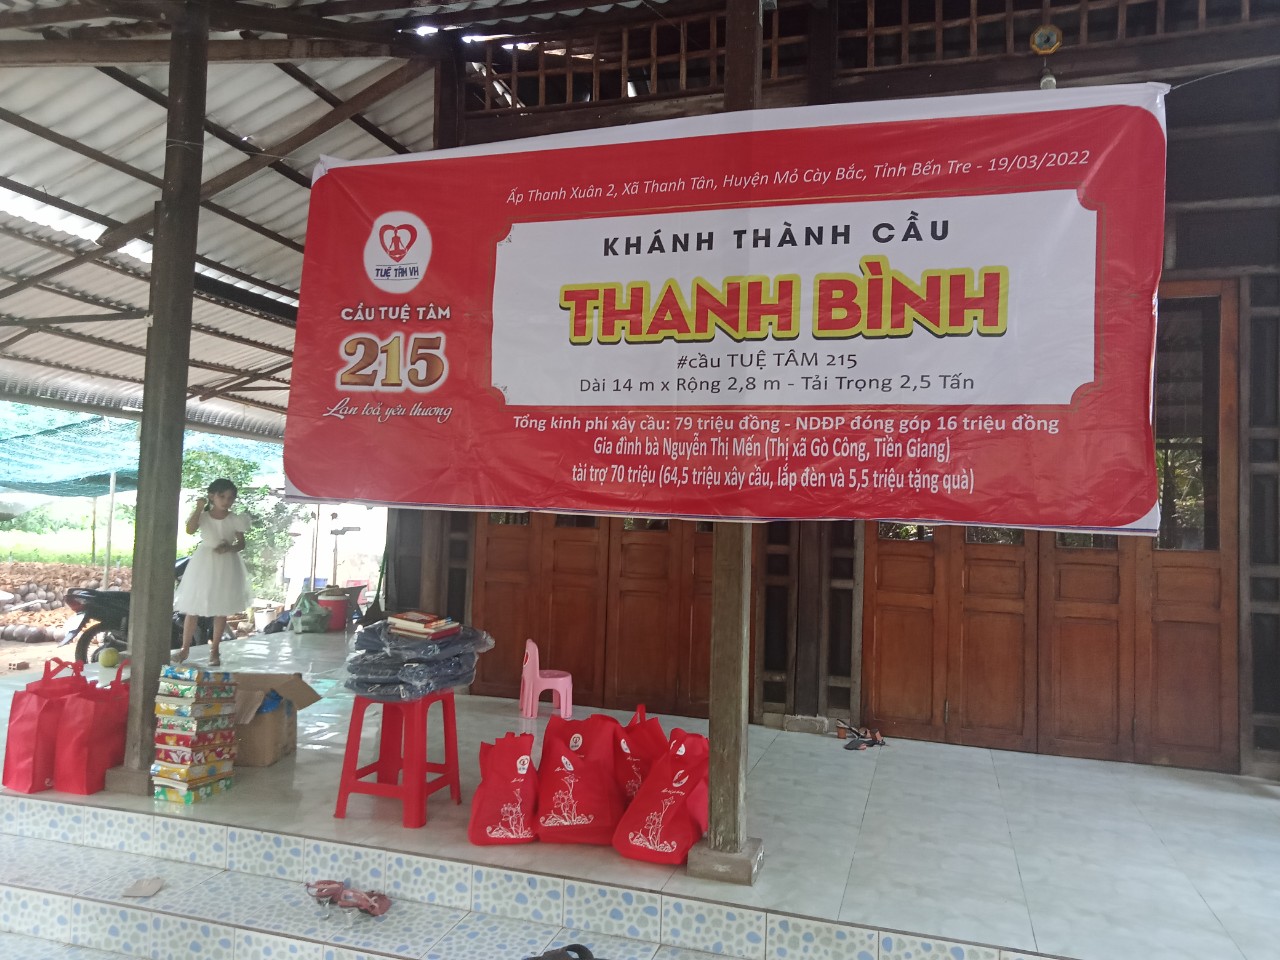 Ấp Thanh Xuân 2, Xã Thanh Tân, Huyện Mỏ Cày Bắc, Tỉnh Bến Tre - 19/03/2022
TUỆ TÂM VH
CẦU TUỆ TÂM
215
Lan toả yêu thương
KHÁNH THÀNH CẦU
THANH BÌNH
#cầu TUỆ TÂM 215
Dài 14 m x Rộng 2,8 m - Tải Trọng 2,5 Tấn
Tổng kinh phí xây cầu: 79 triệu đồng - NDĐP đóng góp 16 triệu đồng
Gia đình bà Nguyễn Thị Mến (Thị xã Gò Công, Tiền Giang)
tài trợ 70 triệu (64,5 triệu xây cầu, lắp đèn và 5,5 triệu tặng quà)